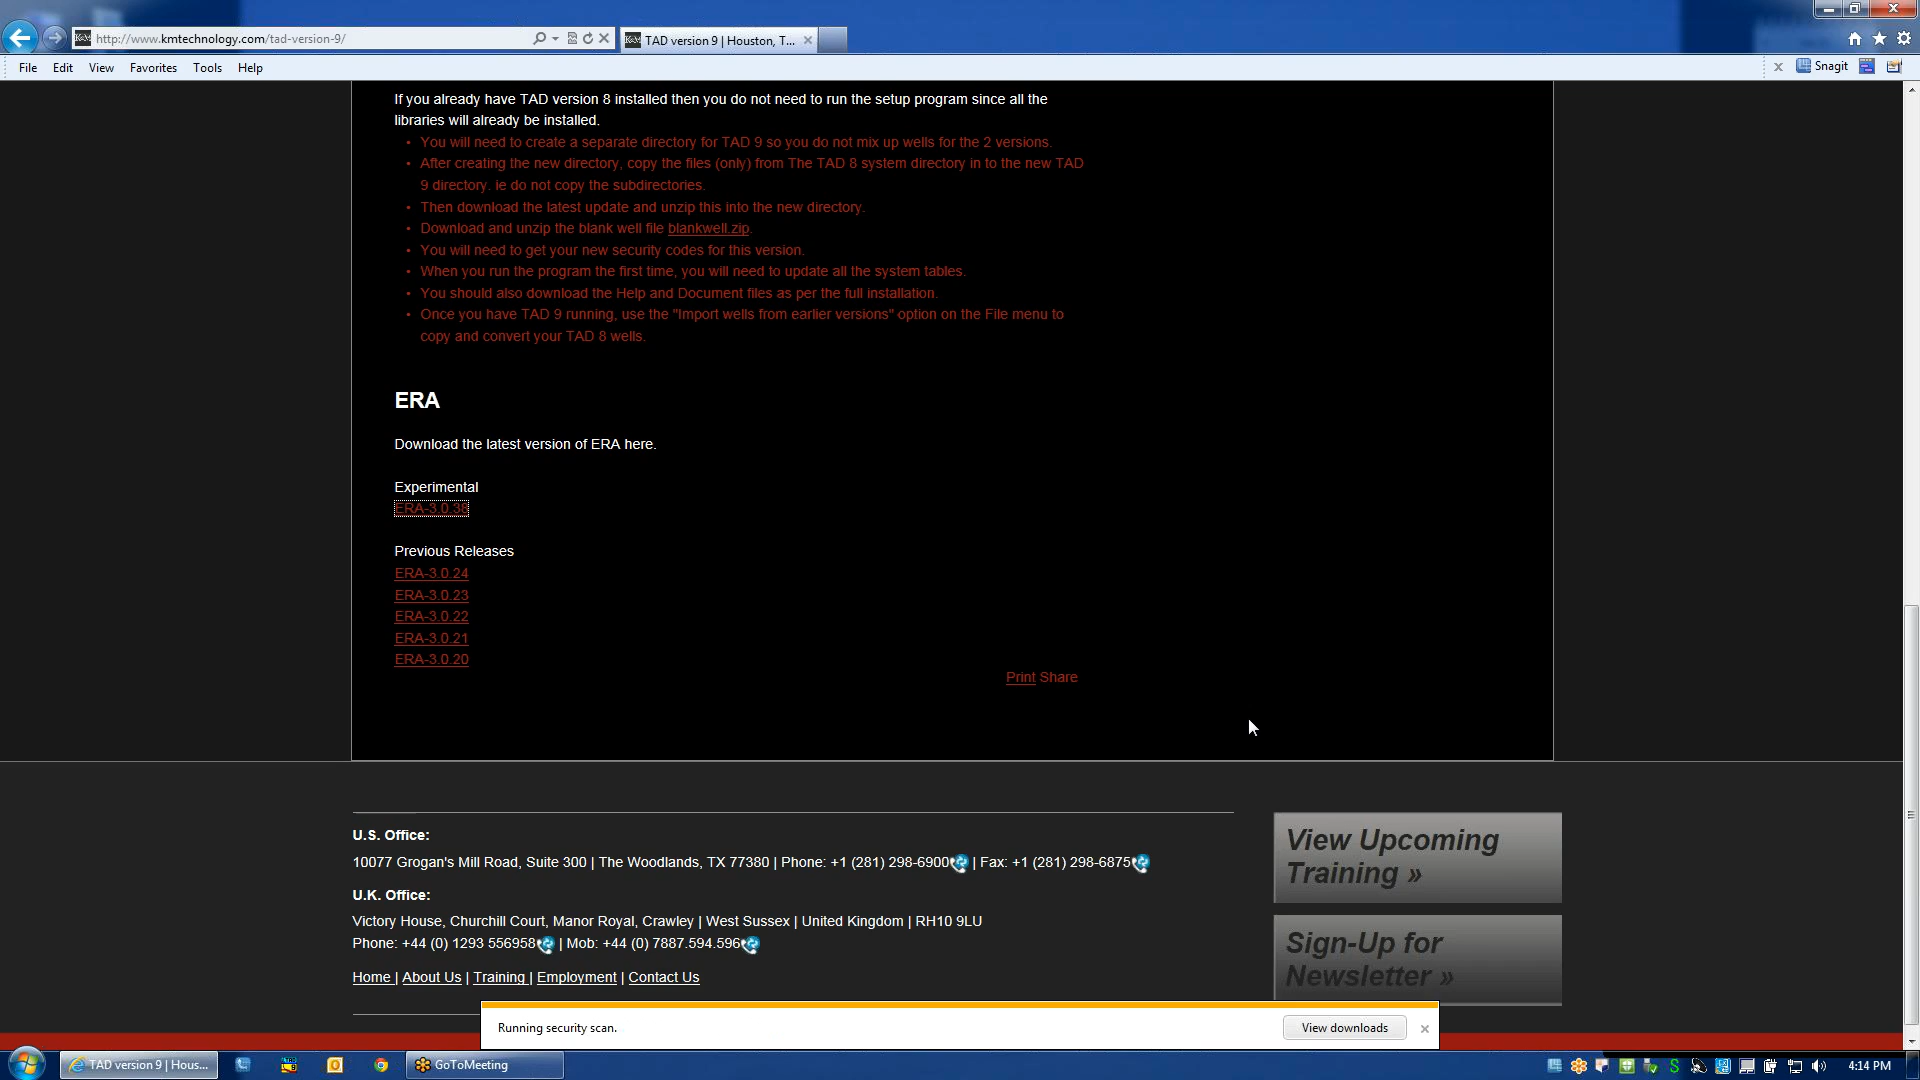 http://www.kmtechnology.com/tad-version-9/
TAD version 9 | Houston, T...
File Edit View Favorites Tools Help
Snagit
If you already have TAD version 8 installed then you do not need to run the setup program since all the
libraries will already be installed.
• You will need to create a separate directory for TAD 9 so you do not mix up wells for the 2 versions.
• After creating the new directory, copy the files (only) from The TAD 8 system directory in to the new TAD
9 directory. ie do not copy the subdirectories.
• Then download the latest update and unzip this into the new directory.
• Download and unzip the blank well file blankwell.zip.
• You will need to get your new security codes for this version.
• When you run the program the first time, you will need to update all the system tables.
• You should also download the Help and Document files as per the full installation.
• Once you have TAD 9 running, use the "Import wells from earlier versions" option on the File menu to
copy and convert your TAD 8 wells.
ERA
Download the latest version of ERA here.
Experimental
ERA-3.0.38
Previous Releases
ERA-3.0.24
ERA-3.0.23
ERA-3.0.22
ERA-3.0.21
ERA-3.0.20
Print Share
U.S. Office:
10077 Grogan's Mill Road, Suite 300 | The Woodlands, TX 77380 | Phone: +1 (281) 298-6900 | Fax: +1 (281) 298-6875
U.K. Office:
Victory House, Churchill Court, Manor Royal, Crawley | West Sussex | United Kingdom | RH10 9LU
Phone: +44 (0) 1293 556958 | Mob: +44 (0) 7887.594.596
Home | About Us | Training | Employment | Contact Us
View Upcoming
Training »
Sign-Up for
Newsletter »
Running security scan.
View downloads
TAD version 9 | Hous...
GoToMeeting
4:14 PM